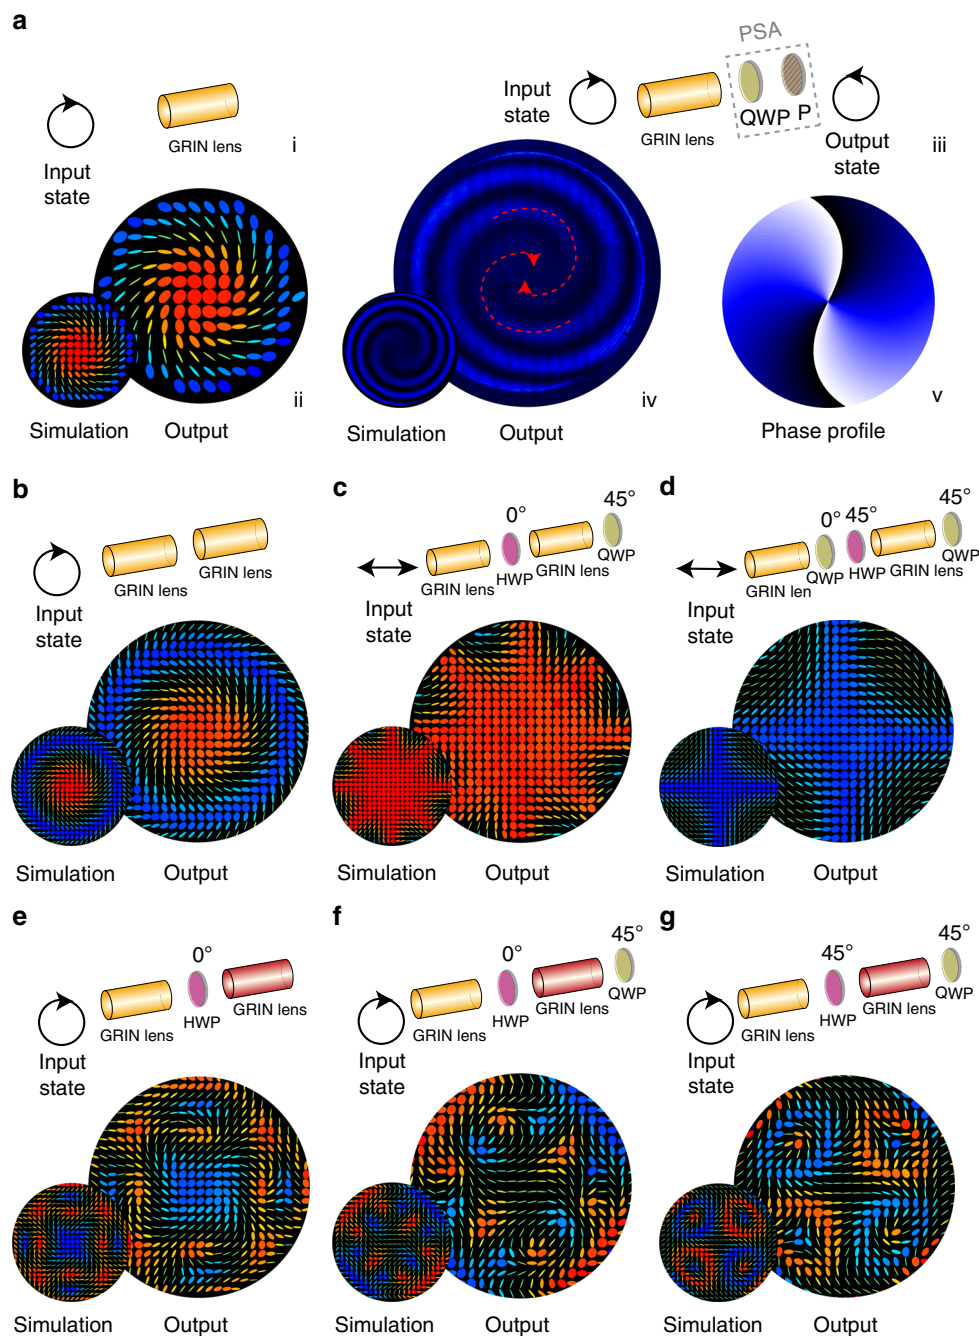 a
PSA
Input
state
GRIN lens
i
Input
state
GRIN lens
QWP
P
Output
state
iii
ii
iv
v
Simulation
Output
Simulation
Output
Phase profile
b
Input
state
GRIN lens
GRIN lens
Simulation
Output
c
0°
45°
Input
state
GRIN lens
HWP
GRIN lens
QWP
Simulation
Output
d
0°
45°
45°
Input
state
GRIN len
QWP
HWP
GRIN lens
QWP
Simulation
Output
e
0°
Input
state
GRIN lens
HWP
GRIN lens
Simulation
Output
f
0°
45°
Input
state
GRIN lens
HWP
GRIN lens
QWP
Simulation
Output
g
45°
45°
Input
state
GRIN lens
HWP
GRIN lens
QWP
Simulation
Output